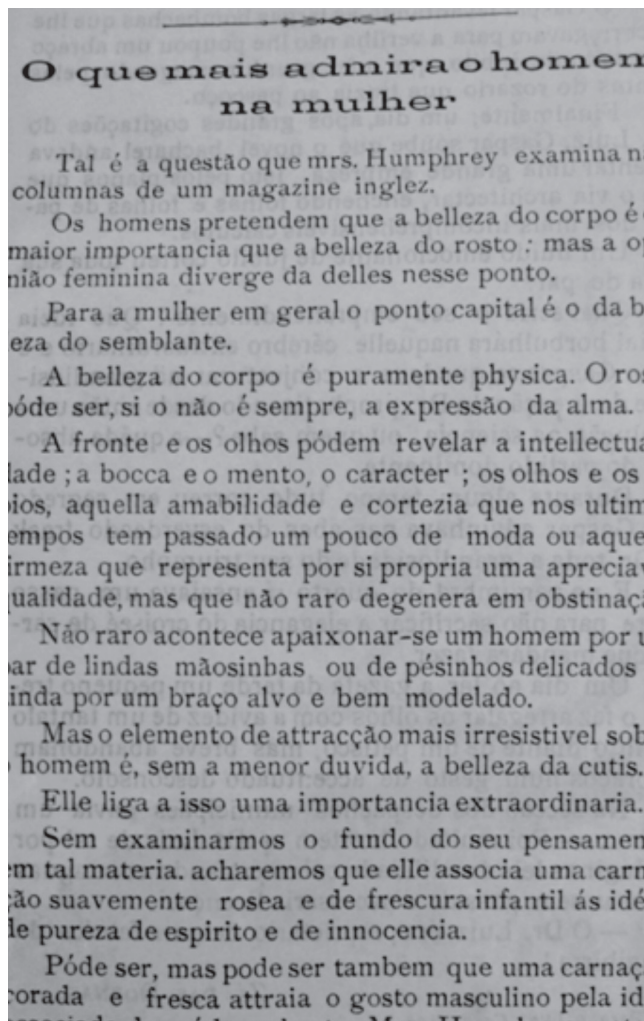 O que mais admira o homem
na mulher
Tal é a questão que mrs. Humphrey examina na
columnas de um magazine inglez.
Os homens pretendem que a belleza do corpo é
maior importancia que a belleza do rosto : mas a op
nião feminina diverge da delles nesse ponto.
Para a mulher em geral o ponto capital é o da b
eza do semblante.
A belleza do corpo é puramente physica. O ros
póde ser, si o não é sempre, a expressão da alma.
A fronte e os olhos pódem revelar a intellectua
dade ; a bocca e o mento, o caracter ; os olhos e os
bios, aquella amabilidade e cortezia que nos ultim
empos tem passado um pouco de moda ou aque
irmeza que representa por si propria uma apreciav
qualidade, mas que não raro degenera em obstinaçã
Não raro acontece apaixonar-se um homem por u
par de lindas mãosinhas ou de pésinhos delicados
inda por um braço alvo e bem modelado.
Mas o elemento de attracção mais irresistivel sob
o homem é, sem a menor duvida, a belleza da cutis.
Elle liga a isso uma importancia extraordinaria.
Sem examinarmos o fundo do seu pensamen
em tal materia. acharemos que elle associa uma carn
ção suavemente rosea e de frescura infantil ás idé
de pureza de espirito e de innocencia.
Póde ser, mas pode ser tambem que uma carnaç
corada e fresca attraia o gosto masculino pela id